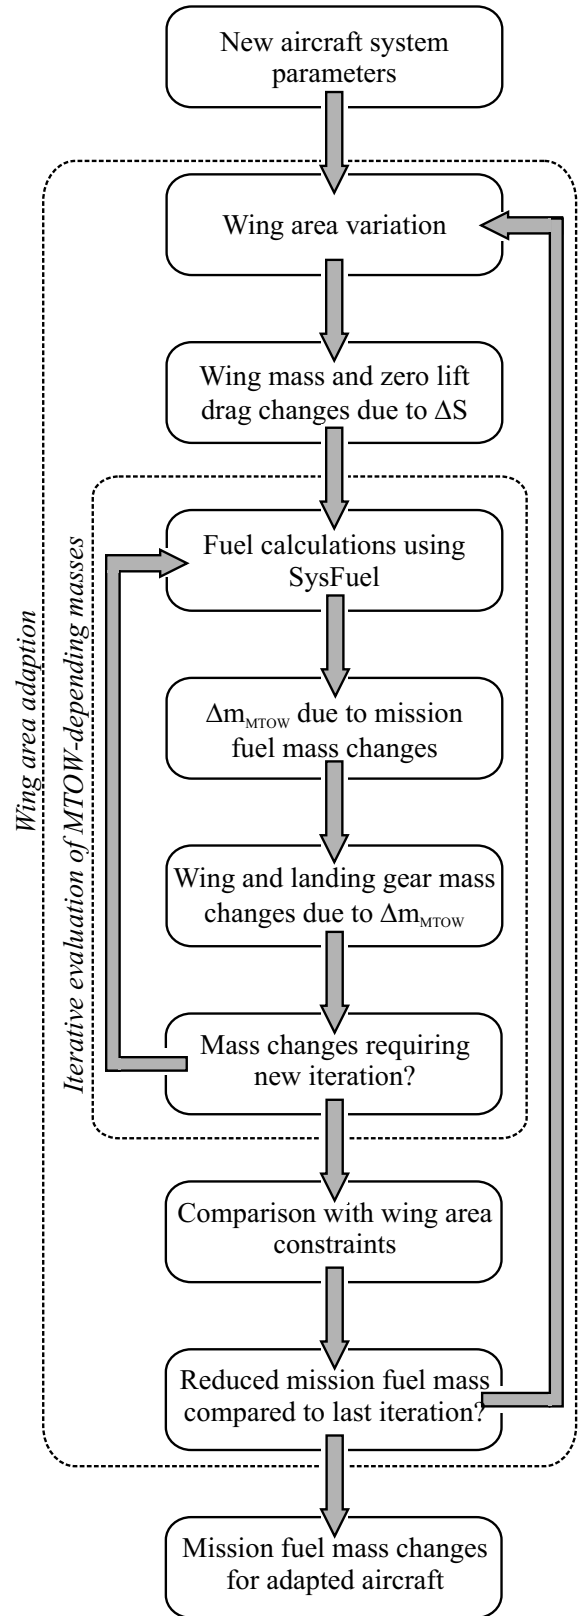 New aircraft system
parameters
Wing area variation
Wing mass and zero lift
drag changes due to ΔS
Fuel calculations using
SysFuel
Δm_MTOW due to mission
fuel mass changes
Wing and landing gear mass
changes due to Δm_MTOW
Mass changes requiring
new iteration?
Comparison with wing area
constraints
Reduced mission fuel mass
compared to last iteration?
Mission fuel mass changes
for adapted aircraft
Wing area adaption
Iterative evaluation of MTOW-depending masses